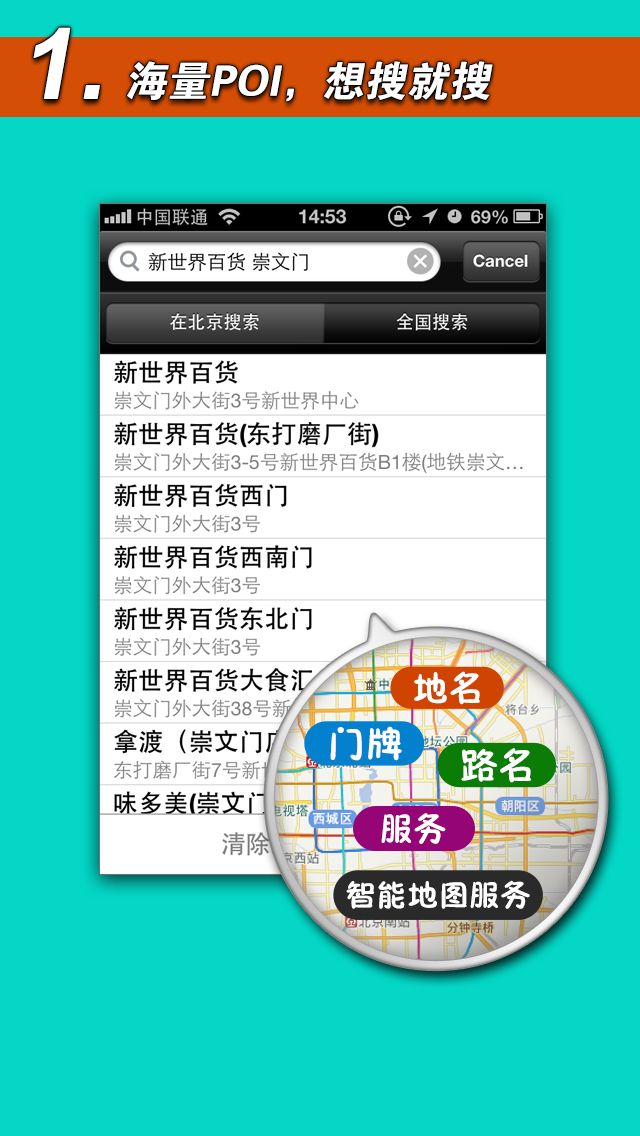 1. 海量POI，想搜就搜
中国联通 14:53 69%
新世界百货 崇文门 Cancel
在北京搜索 全国搜索
新世界百货
崇文门外大街3号新世界中心
新世界百货(东打磨厂街)
崇文门外大街3-5号新世界百货B1楼(地铁崇文…
新世界百货西门
崇文门外大街3号
新世界百货西南门
崇文门外大街3号
新世界百货东北门
崇文门外大街3号
新世界百货大食汇
崇文门外大街38号新
拿渡（崇文门
东打磨厂街7号新
味多美(崇文门
清除
地名
将台乡
门牌
地坛公园
路名
公园
电视塔
西城区
朝阳区
服务
京西站
智能地图服务
北京南站
分钟寺桥